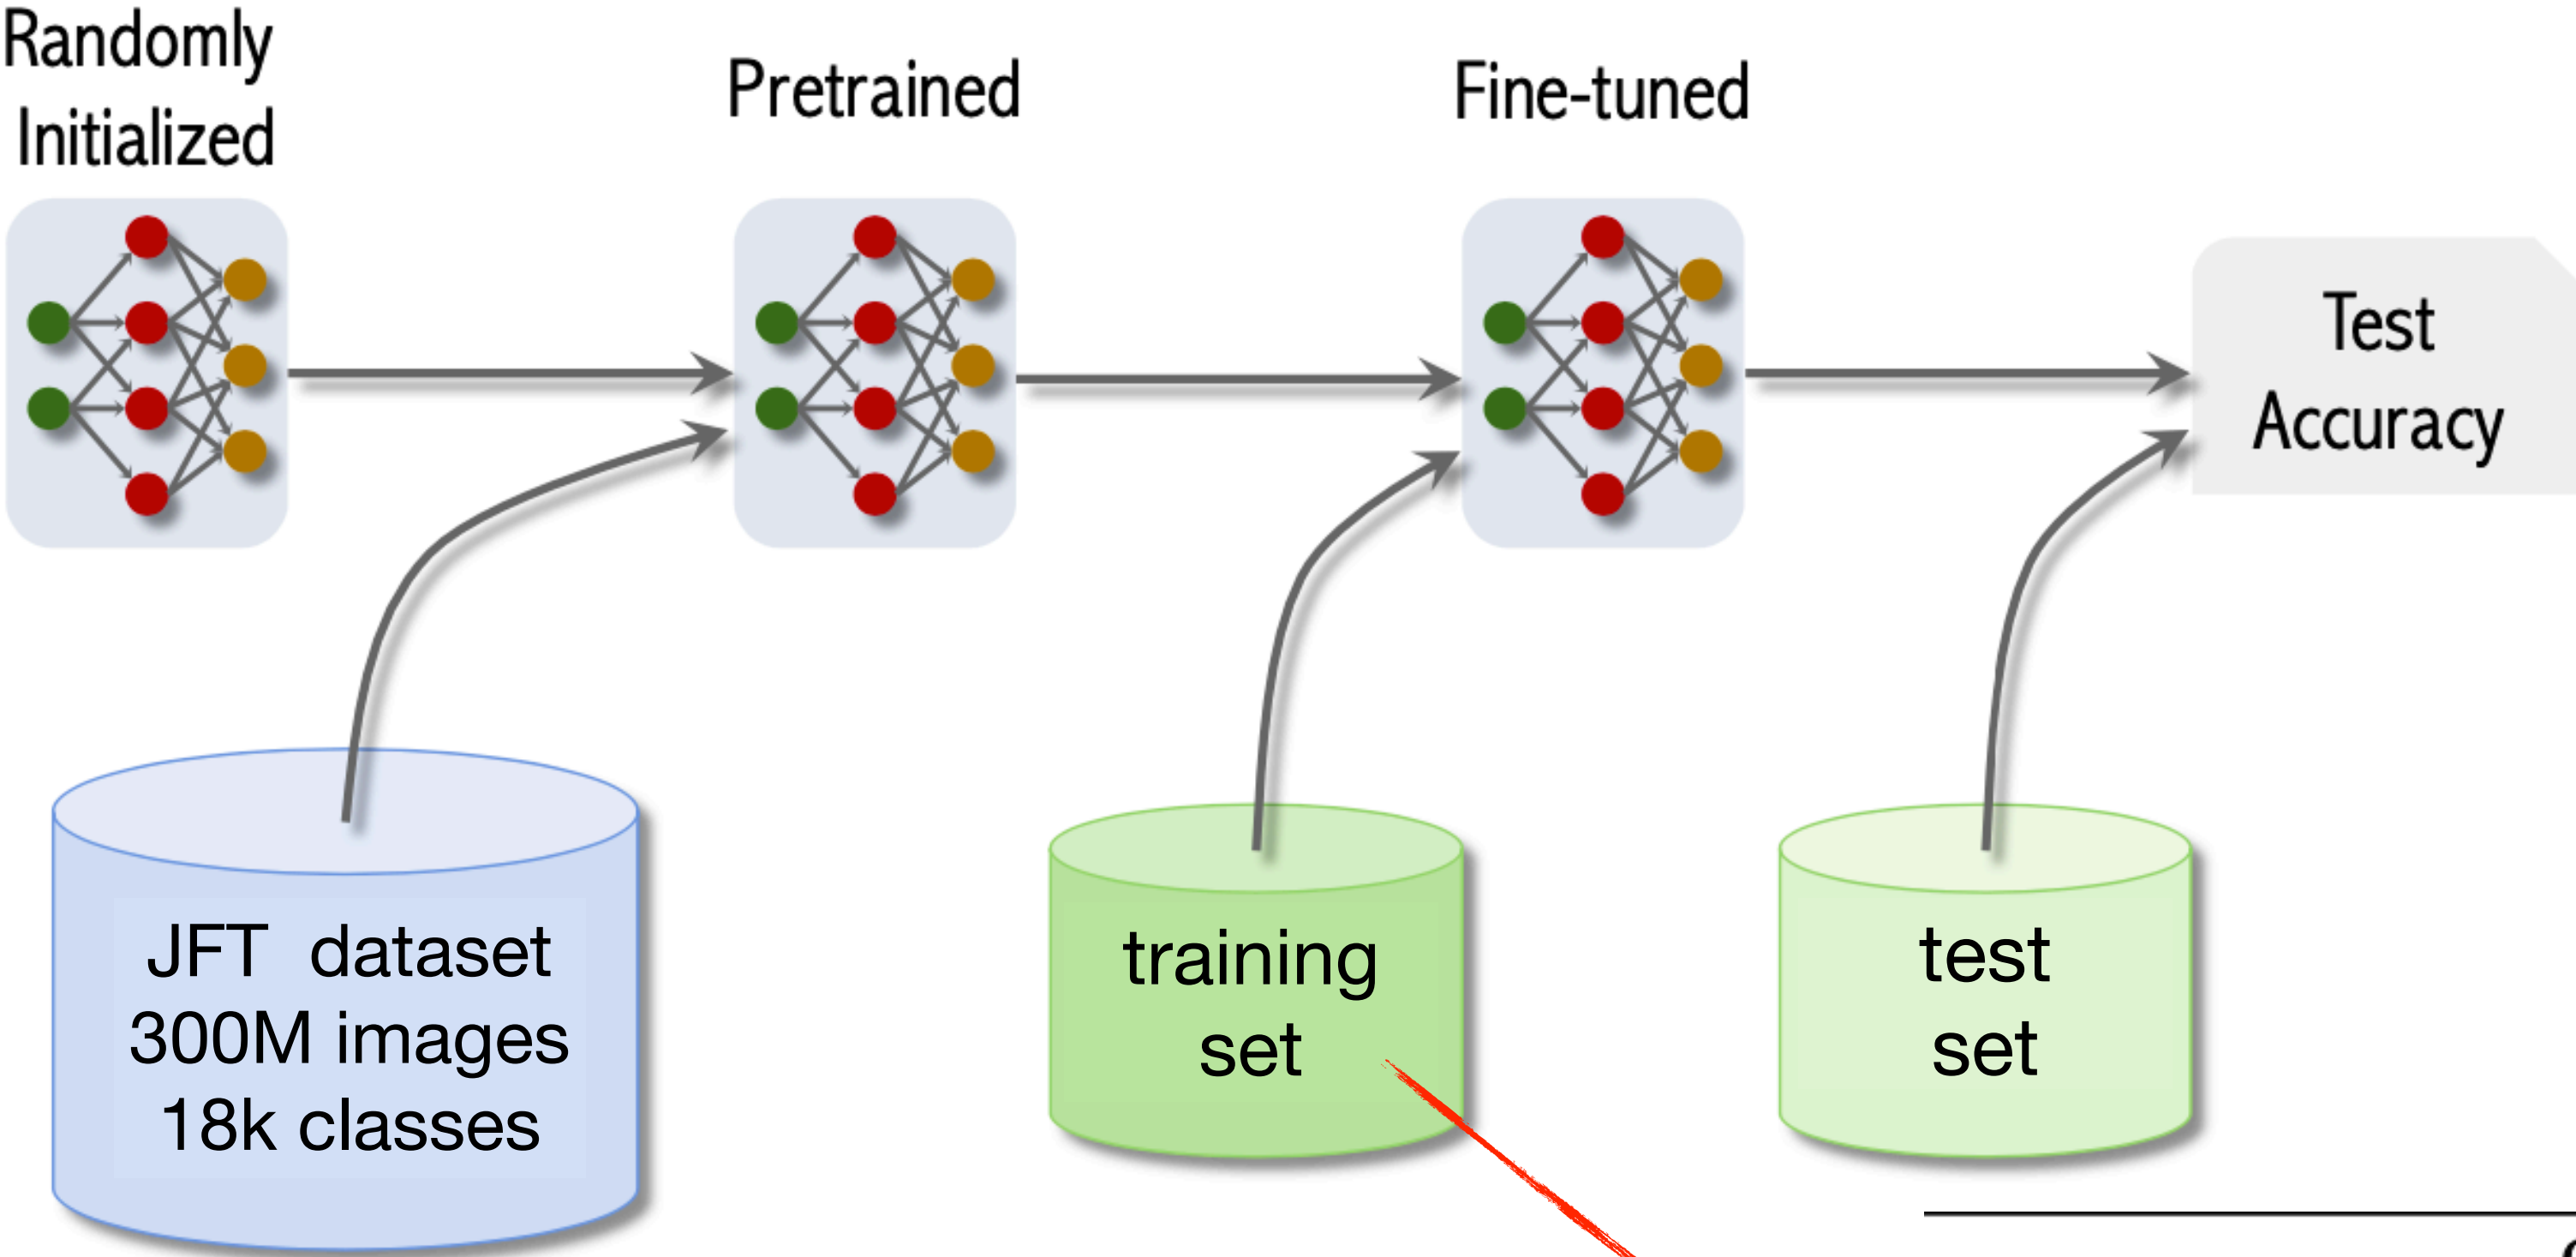 Randomly
Initialized
Pretrained
Fine-tuned
Test
Accuracy
JFT dataset
300M images
18k classes
training
set
test
set